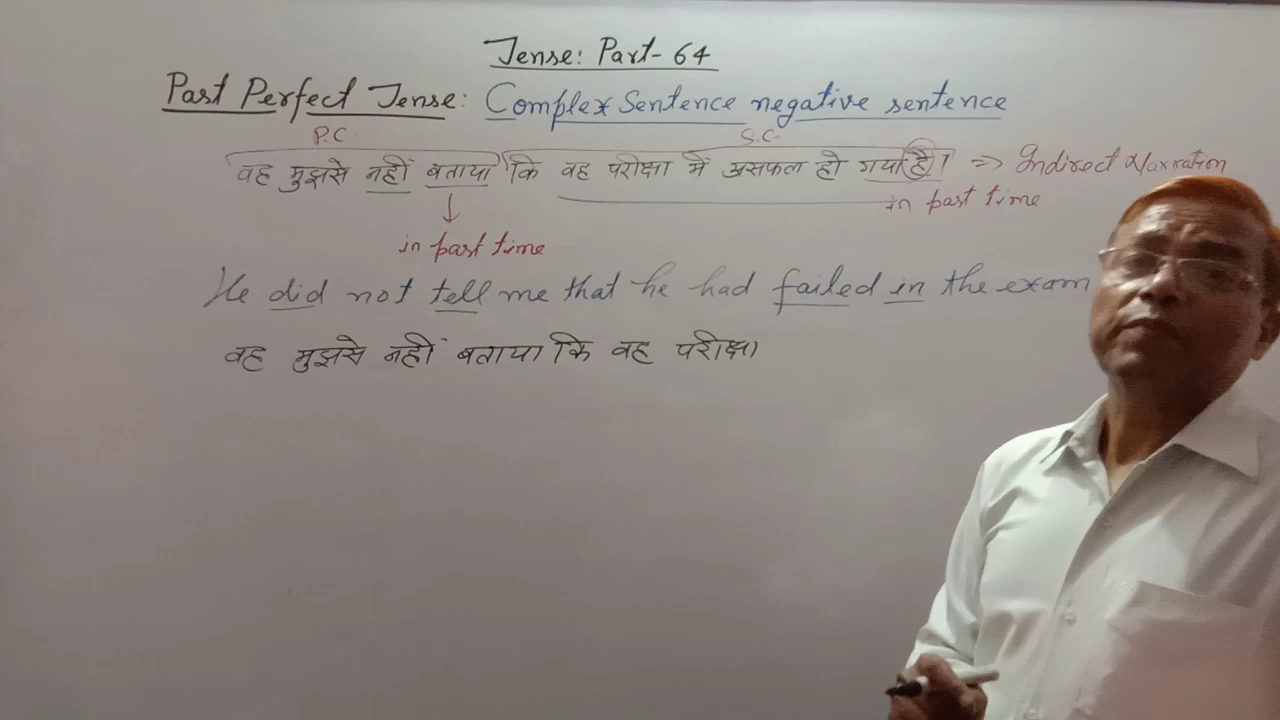 Tense: Part- 64
Past Perfect Tense: Complex Sentence negative sentence
P.C. S.C.
वह मुझसे नहीं बताया कि वह परीक्षा में असफल हो गया है। => Indirect Narration
in past time
in past time
He did not tell me that he had failed in the exam
वह मुझसे नहीं बताया कि वह परीक्षा